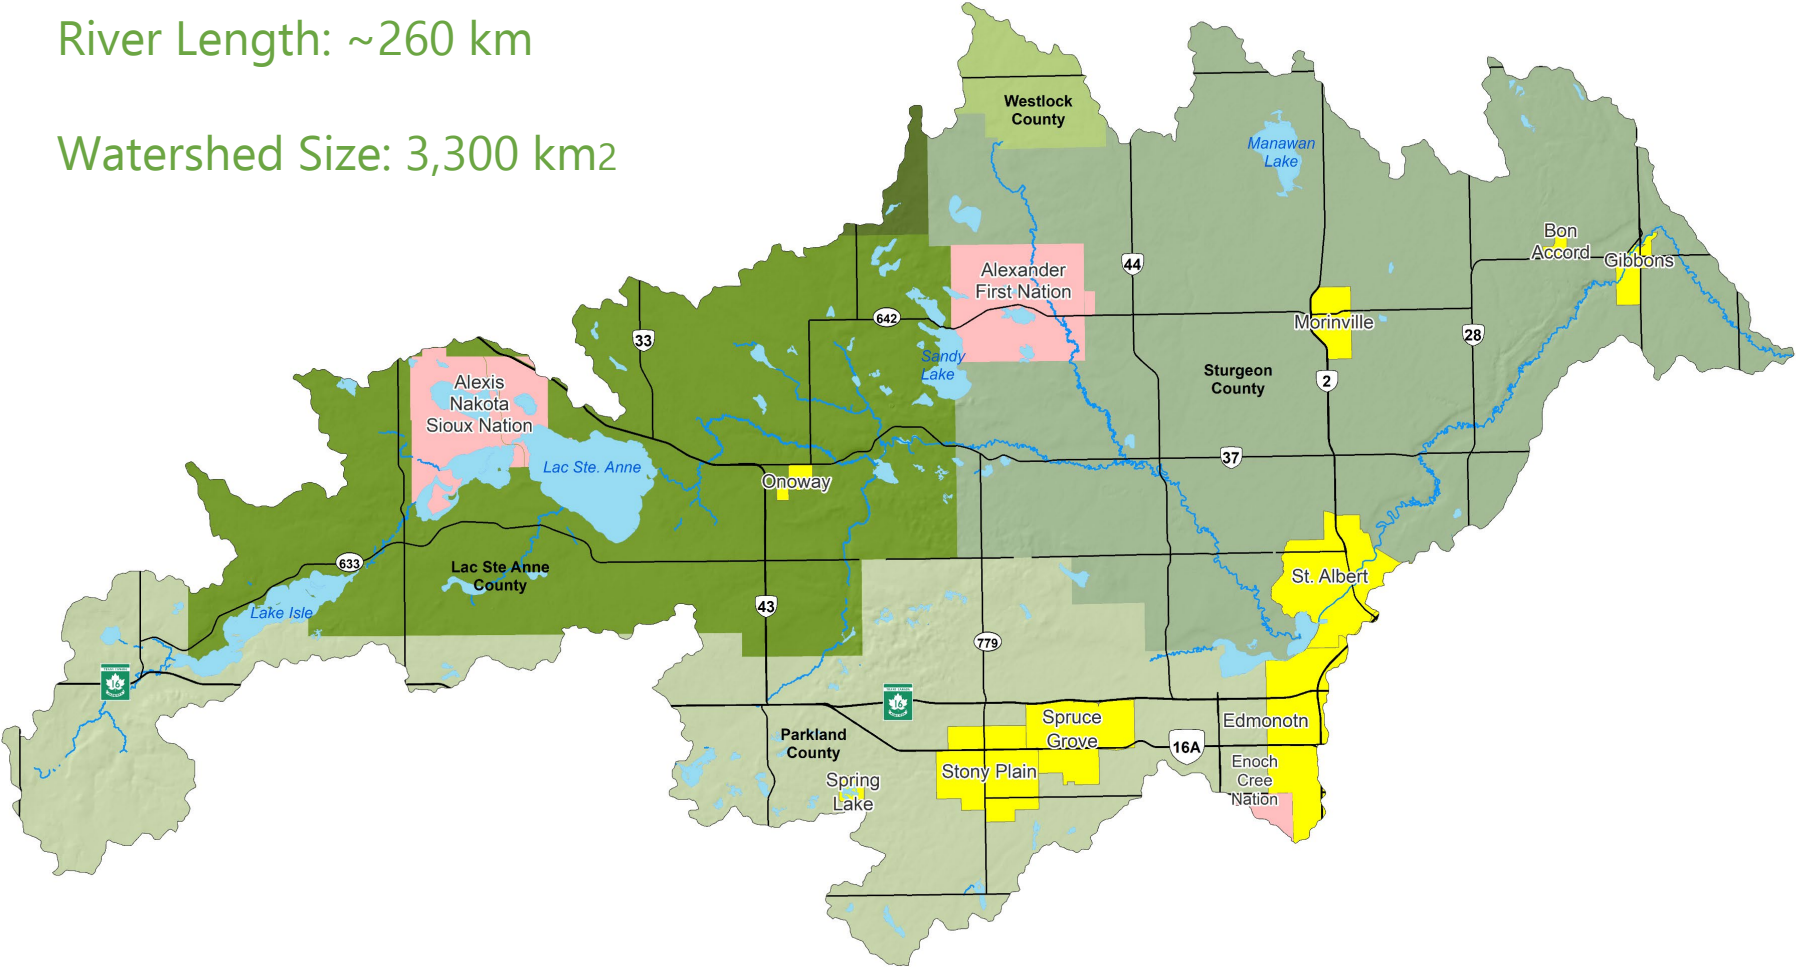 River Length: ~260 km
Watershed Size: 3,300 km2
Westlock
County
Manawan
Lake
Bon
Accord
Gibbons
44
Alexander
First Nation
642
33
Morinville
28
Sandy
Lake
Sturgeon
County
2
Alexis
Nakota
Sioux Nation
Lac Ste. Anne
37
Onoway
633
Lac Ste Anne
County
St. Albert
Lake Isle
43
779
16
16
Spruce
Grove
Edmonotn
Parkland
County
16A
Stony Plain
Spring
Lake
Enoch
Cree
Nation